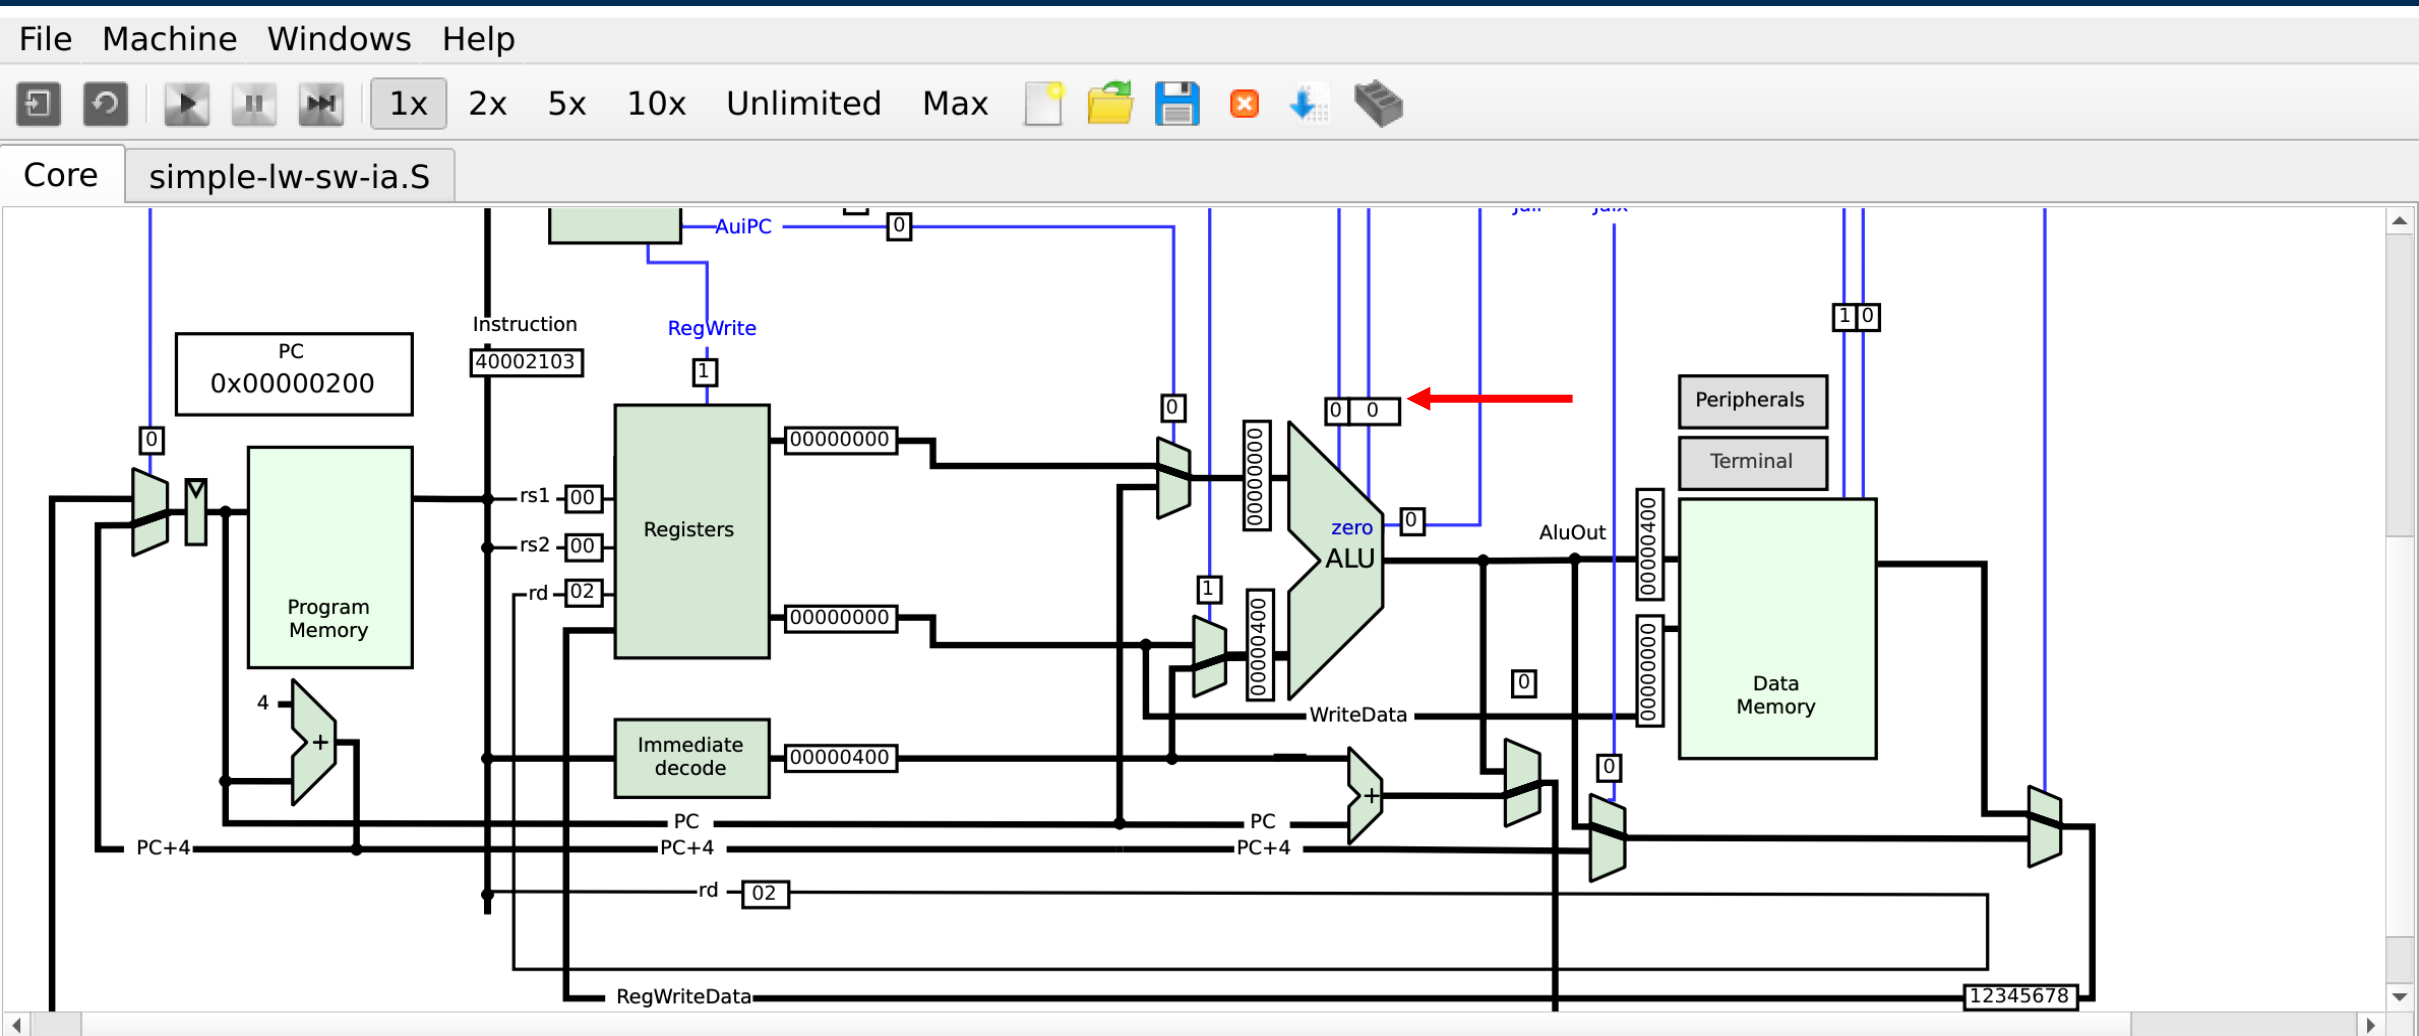 File Machine Windows Help
1x 2x 5x 10x Unlimited Max
Core simple-lw-sw-ia.S
AuiPC 0
1 0
Instruction
RegWrite
PC
0x00000200
40002103
1
0
0 0
Peripherals
0
00000000
00000000
Terminal
rs1 00
Registers
zero 0
00000400
AluOut
rs2 00
ALU
rd 02
1
Program
Memory
00000000
00000400
00000000
4
0
Data
Memory
WriteData
+
Immediate
decode
00000400
0
+
PC PC
PC+4 PC+4 PC+4
rd 02
RegWriteData 12345678